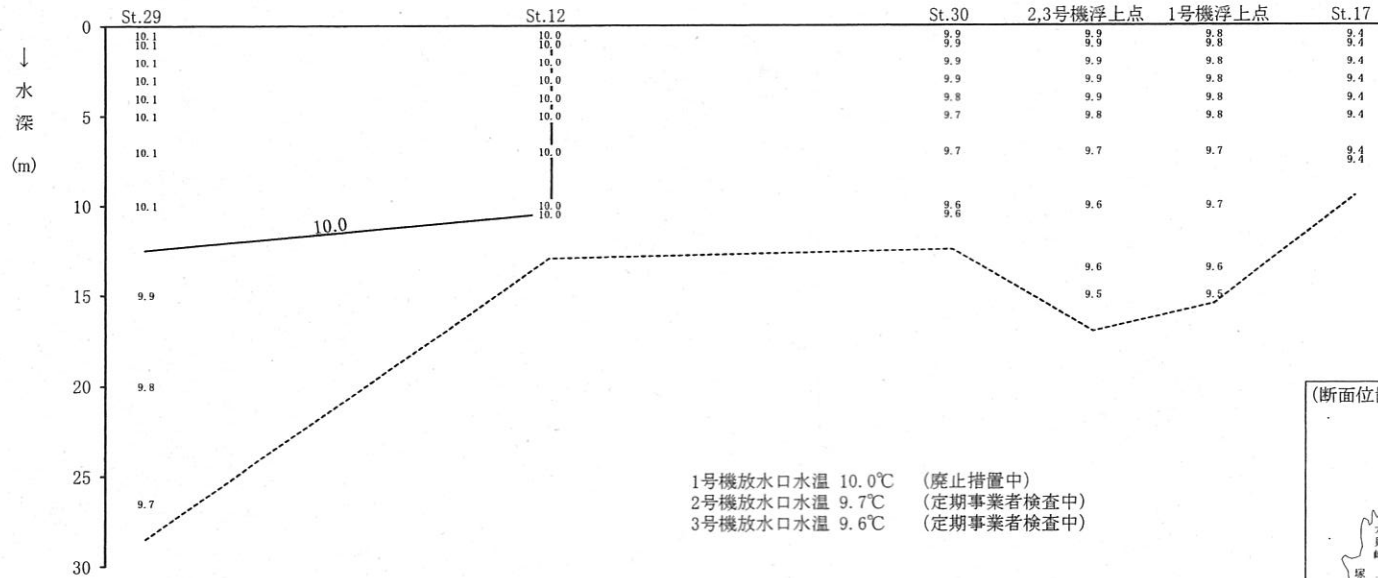 St.29 St.12 St.30 2,3号機浮上点 1号機浮上点 St.17
0
10.1 10.0 9.9 9.9 9.8 9.4
10.1 10.0 9.9 9.9 9.8 9.4
↓ 10.1 10.0 9.9 9.9 9.8 9.4
水 10.1 10.0 9.9 9.9 9.8 9.4
10.1 10.0 9.8 9.9 9.8 9.4
深 5 10.1 10.0 9.7 9.8 9.8 9.4
(m) 10.1 10.0 9.7 9.7 9.7 9.4
9.4
10 10.1 10.0 9.6 9.6 9.7
10.0 9.6
10.0
9.6 9.6
15 9.9 9.5 9.5
20 9.8
(断面位
25
1号機放水口水温 10.0℃ (廃止措置中)
9.7 2号機放水口水温 9.7℃ (定期事業者検査中)
3号機放水口水温 9.6℃ (定期事業者検査中)
30